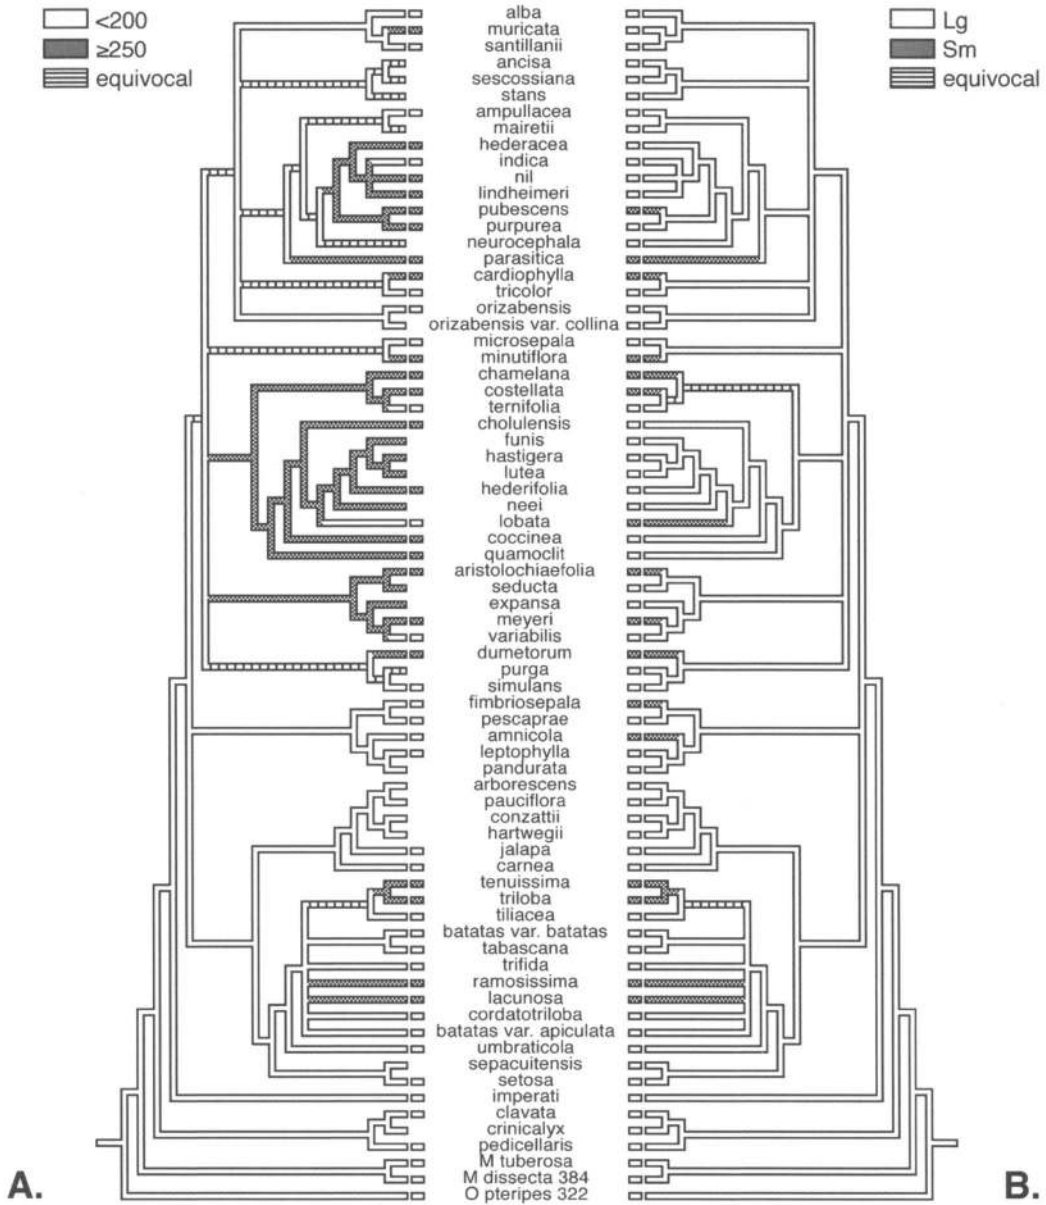 <200
≥250
equivocal
Lg
Sm
equivocal
alba
muricata
santillanii
ancisa
sescossiana
stans
ampullacea
mairetii
hederacea
indica
nil
lindheimeri
pubescens
purpurea
neurocephala
parasitica
cardiophylla
tricolor
orizabensis
orizabensis var. collina
microsepala
minutiflora
chamelana
costellata
ternifolia
cholulensis
funis
hastigera
lutea
hederifolia
neei
lobata
coccinea
quamoclit
aristolochiaefolia
seducta
expansa
meyeri
variabilis
dumetorum
purga
simulans
fimbriosepala
pescaprae
amnicola
leptophylla
pandurata
arborescens
pauciflora
conzattii
hartwegii
jalapa
carnea
tenuissima
triloba
tiliacea
batatas var. batatas
tabascana
trifida
ramosissima
lacunosa
cordatotriloba
batatas var. apiculata
umbraticola
sepacuitensis
setosa
imperati
clavata
crinicalyx
pedicellaris
M tuberosa
M dissecta 384
O pteripes 322
A.
B.